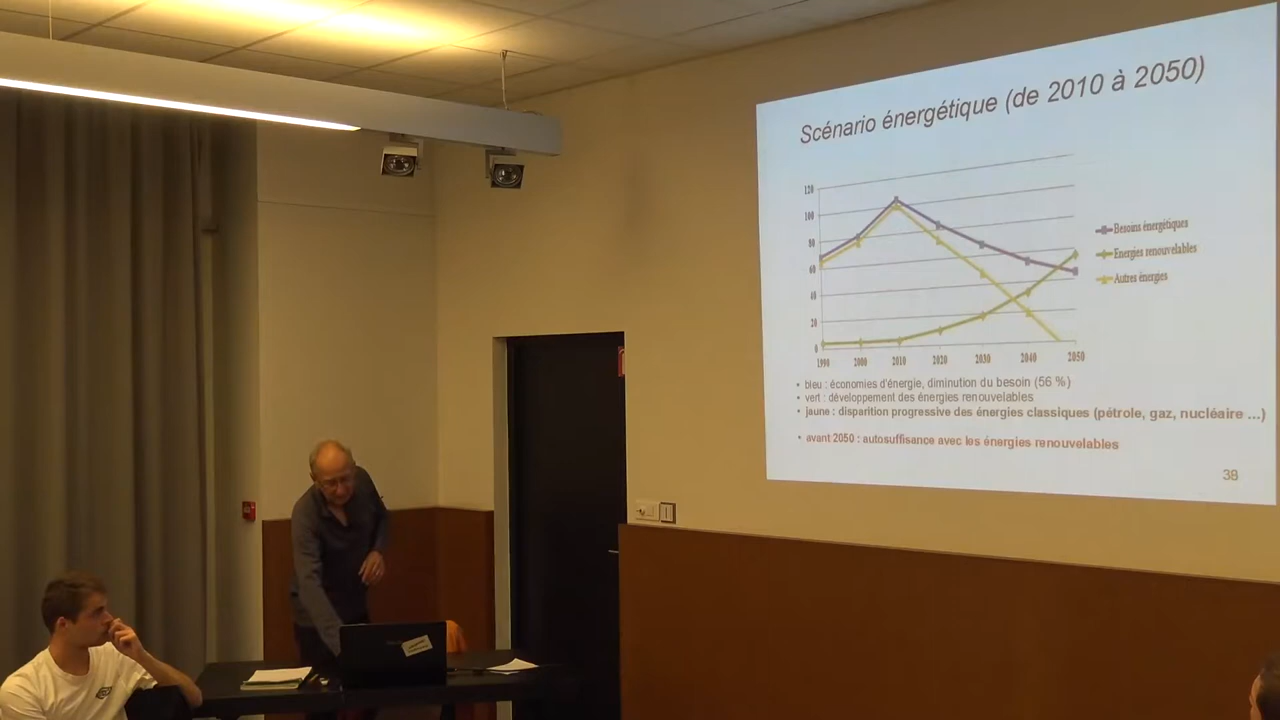 Scénario énergétique (de 2010 à 2050)
120
100
80
60
40
20
0
1990 2000 2010 2020 2030 2040 2050
Besoins énergétiques
Energies renouvelables
Autres énergies
• bleu : économies d'énergie, diminution du besoin (56 %)
• vert : développement des énergies renouvelables
• jaune : disparition progressive des énergies classiques (pétrole, gaz, nucléaire ...)
• avant 2050 : autosuffisance avec les énergies renouvelables
38